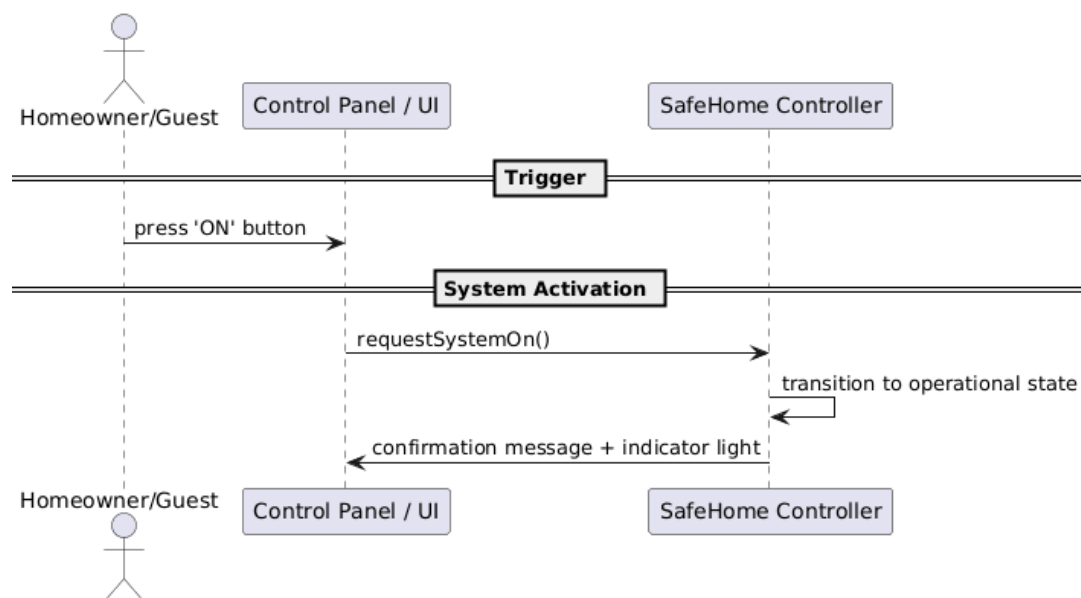 Homeowner/Guest
Control Panel / UI
SafeHome Controller
Trigger
press 'ON' button
System Activation
requestSystemOn()
transition to operational state
confirmation message + indicator light
Homeowner/Guest
Control Panel / UI
SafeHome Controller